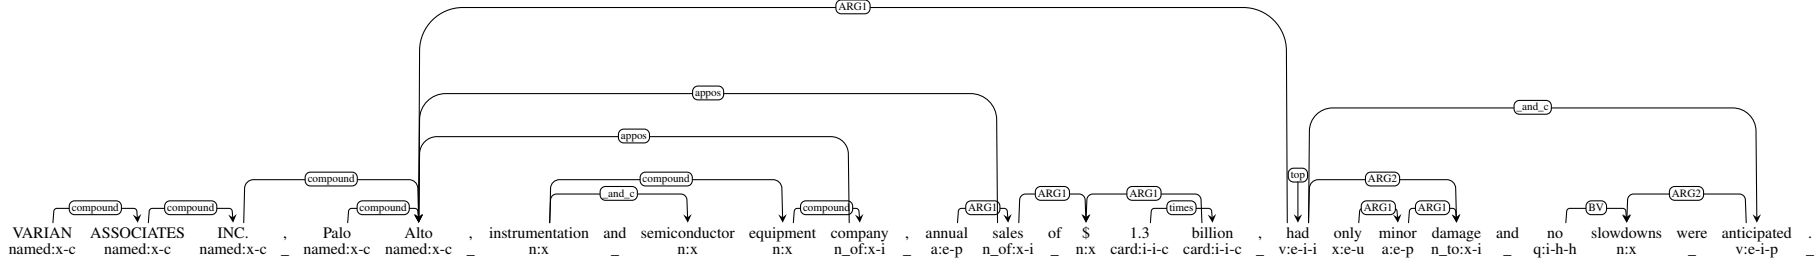 ARG1
appos
_and_c
appos
compound compound top ARG2
_and_c ARG1 ARG1 ARG2
compound compound compound compound ARG1 times ARG1 ARG1 BV
VARIAN ASSOCIATES INC. , Palo Alto , instrumentation and semiconductor equipment company , annual sales of $ 1.3 billion , had only minor damage and no slowdowns were anticipated .
named:x-c named:x-c named:x-c _ named:x-c named:x-c _ n:x _ n:x n:x n_of:x-i _ a:e-p n_of:x-i _ n:x card:i-i-c card:i-i-c _ v:e-i-i x:e-u a:e-p n_to:x-i _ q:i-h-h n:x _ v:e-i-p _